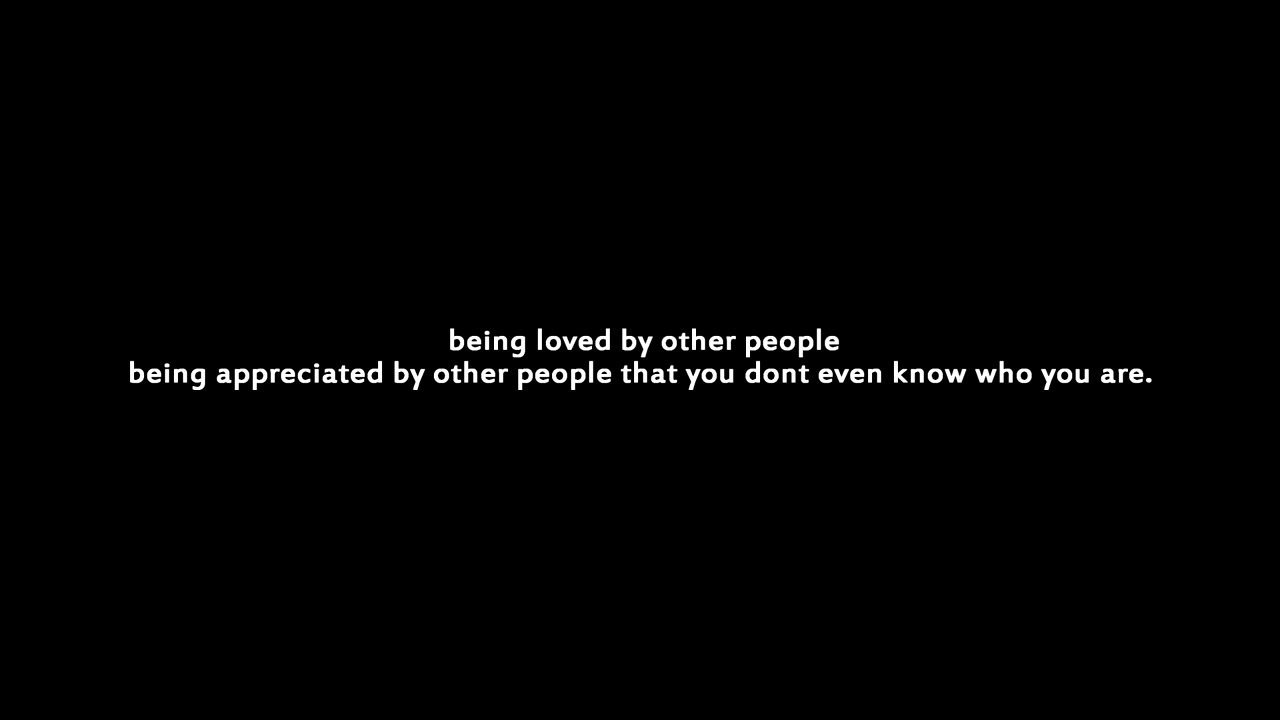 being loved by other people
being appreciated by other people that you dont even know who you are.